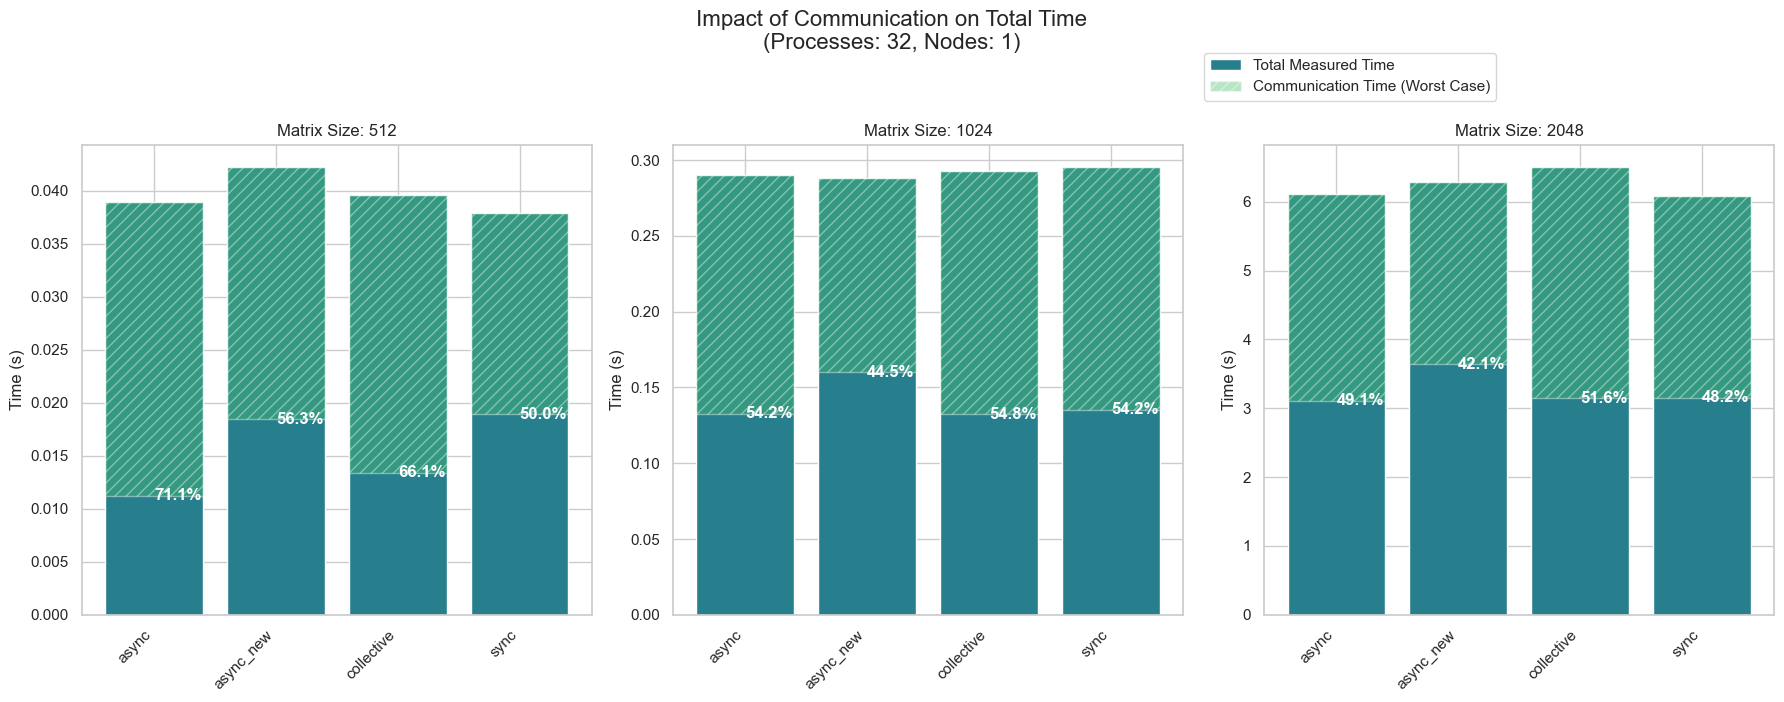 Impact of Communication on Total Time
(Processes: 32, Nodes: 1)
Total Measured Time
Communication Time (Worst Case)
Matrix Size: 512
Time (s)
0.040
0.035
0.030
0.025
0.020
0.015
0.010
0.005
0.000
71.1%
56.3%
66.1%
50.0%
async
async_new
collective
sync
Matrix Size: 1024
Time (s)
0.30
0.25
0.20
0.15
0.10
0.05
0.00
54.2%
44.5%
54.8%
54.2%
async
async_new
collective
sync
Matrix Size: 2048
Time (s)
6
5
4
3
2
1
0
49.1%
42.1%
51.6%
48.2%
async
async_new
collective
sync